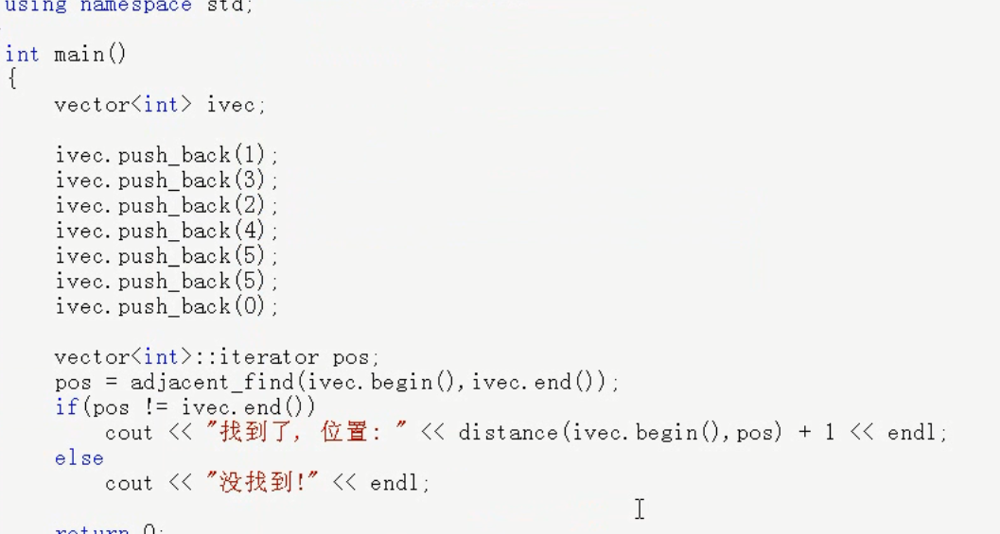 using namespace std;
int main()
{
vector<int> ivec;
ivec.push_back(1);
ivec.push_back(3);
ivec.push_back(2);
ivec.push_back(4);
ivec.push_back(5);
ivec.push_back(5);
ivec.push_back(0);
vector<int>::iterator pos;
pos = adjacent_find(ivec.begin(),ivec.end());
if(pos != ivec.end())
cout << "找到了, 位置: " << distance(ivec.begin(),pos) + 1 << endl;
else
cout << "没找到!" << endl;
return 0;